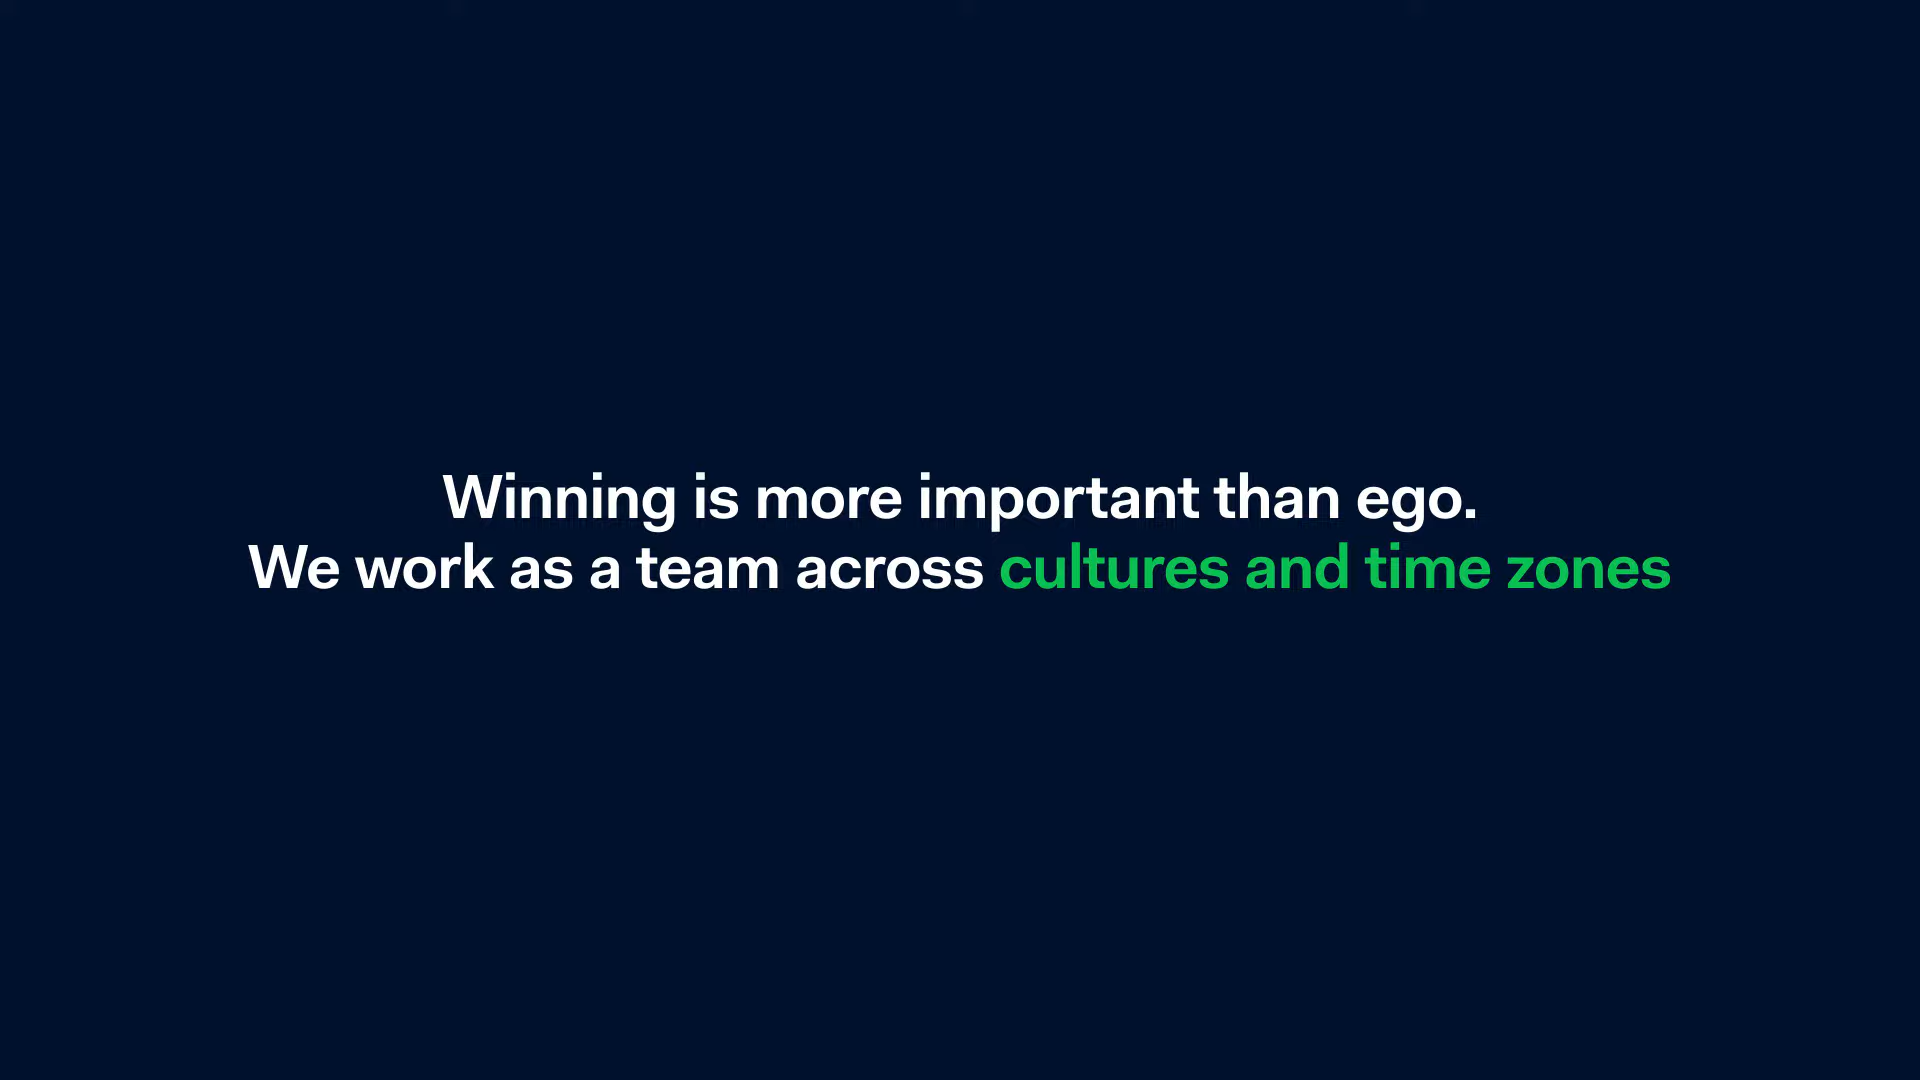 Winning is more important than ego.
We work as a team across cultures and time zones